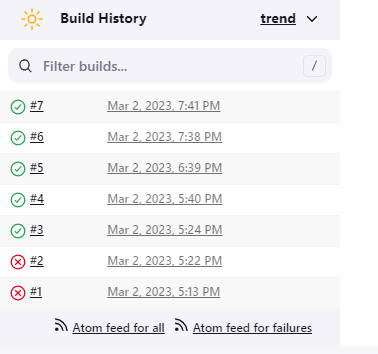 Build History trend
Filter builds... /
#7 Mar 2, 2023, 7:41 PM
#6 Mar 2, 2023, 7:38 PM
#5 Mar 2, 2023, 6:39 PM
#4 Mar 2, 2023, 5:40 PM
#3 Mar 2, 2023, 5:24 PM
#2 Mar 2, 2023, 5:22 PM
#1 Mar 2, 2023, 5:13 PM
Atom feed for all Atom feed for failures